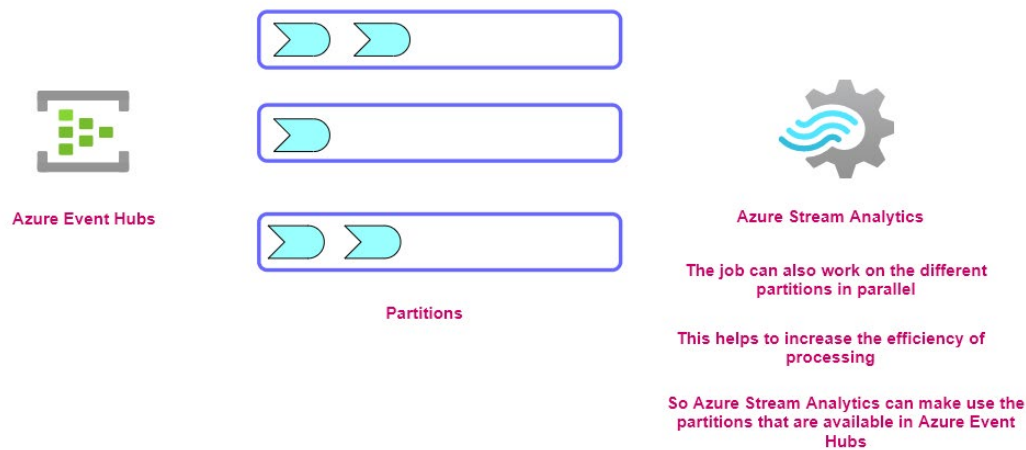 Azure Event Hubs
Partitions
Azure Stream Analytics
The job can also work on the different
partitions in parallel
This helps to increase the efficiency of
processing
So Azure Stream Analytics can make use the
partitions that are available in Azure Event
Hubs